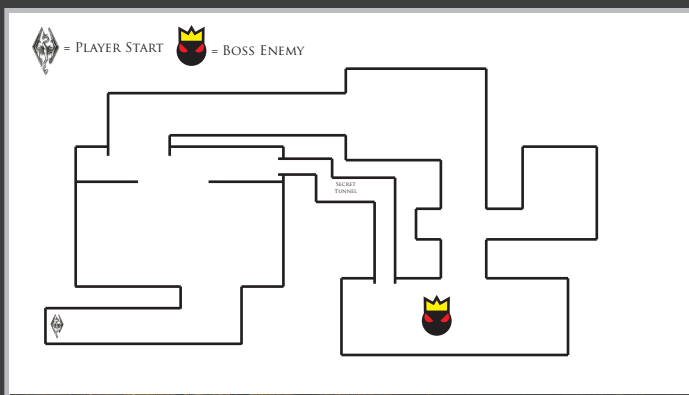 = Player Start
= Boss Enemy
Secret
Tunnel